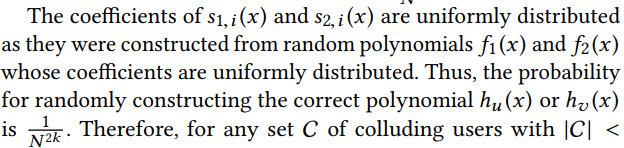 The coefficients of s₁,ᵢ(x) and s₂,ᵢ(x) are uniformly distributed
as they were constructed from random polynomials f₁(x) and f₂(x)
whose coefficients are uniformly distributed. Thus, the probability
for randomly constructing the correct polynomial hᵤ(x) or hᵥ(x)
is 1/N²ᵏ. Therefore, for any set C of colluding users with |C| <